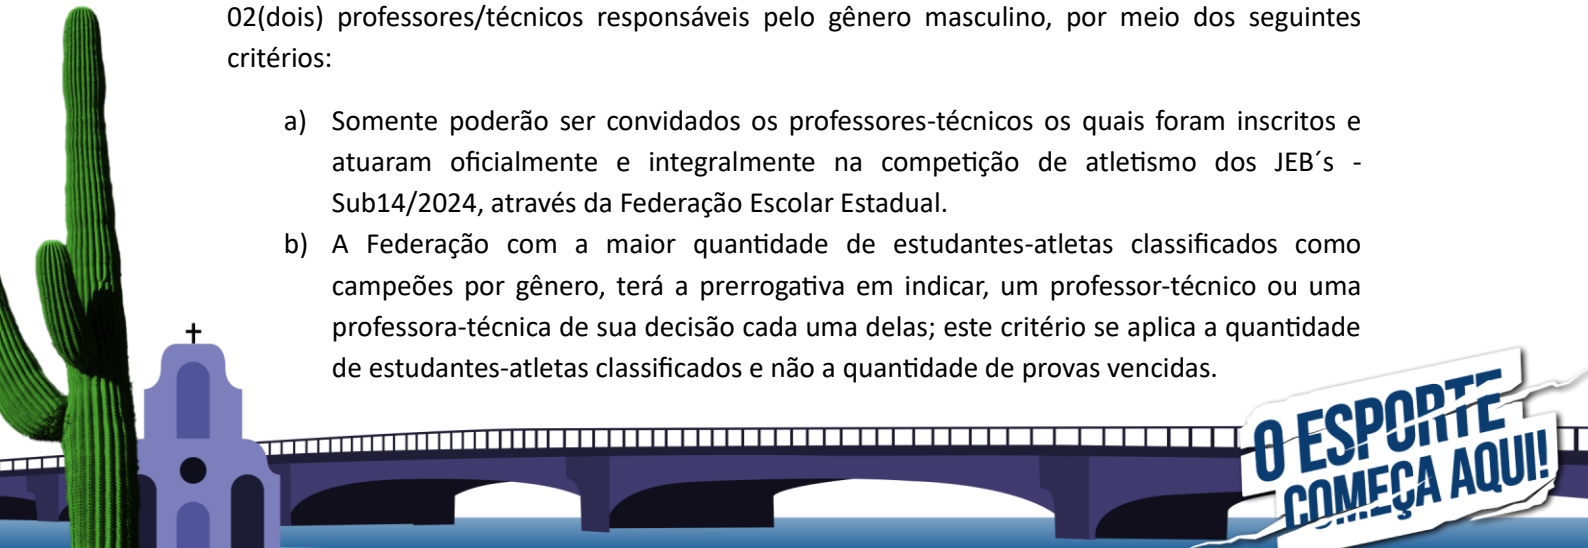 02(dois) professores/técnicos responsáveis pelo gênero masculino, por meio dos seguintes
critérios:
a) Somente poderão ser convidados os professores-técnicos os quais foram inscritos e
atuaram oficialmente e integralmente na competição de atletismo dos JEB´s -
Sub14/2024, através da Federação Escolar Estadual.
b) A Federação com a maior quantidade de estudantes-atletas classificados como
campeões por gênero, terá a prerrogativa em indicar, um professor-técnico ou uma
professora-técnica de sua decisão cada uma delas; este critério se aplica a quantidade
de estudantes-atletas classificados e não a quantidade de provas vencidas.
O ESPORTE
COMEÇA AQUI!